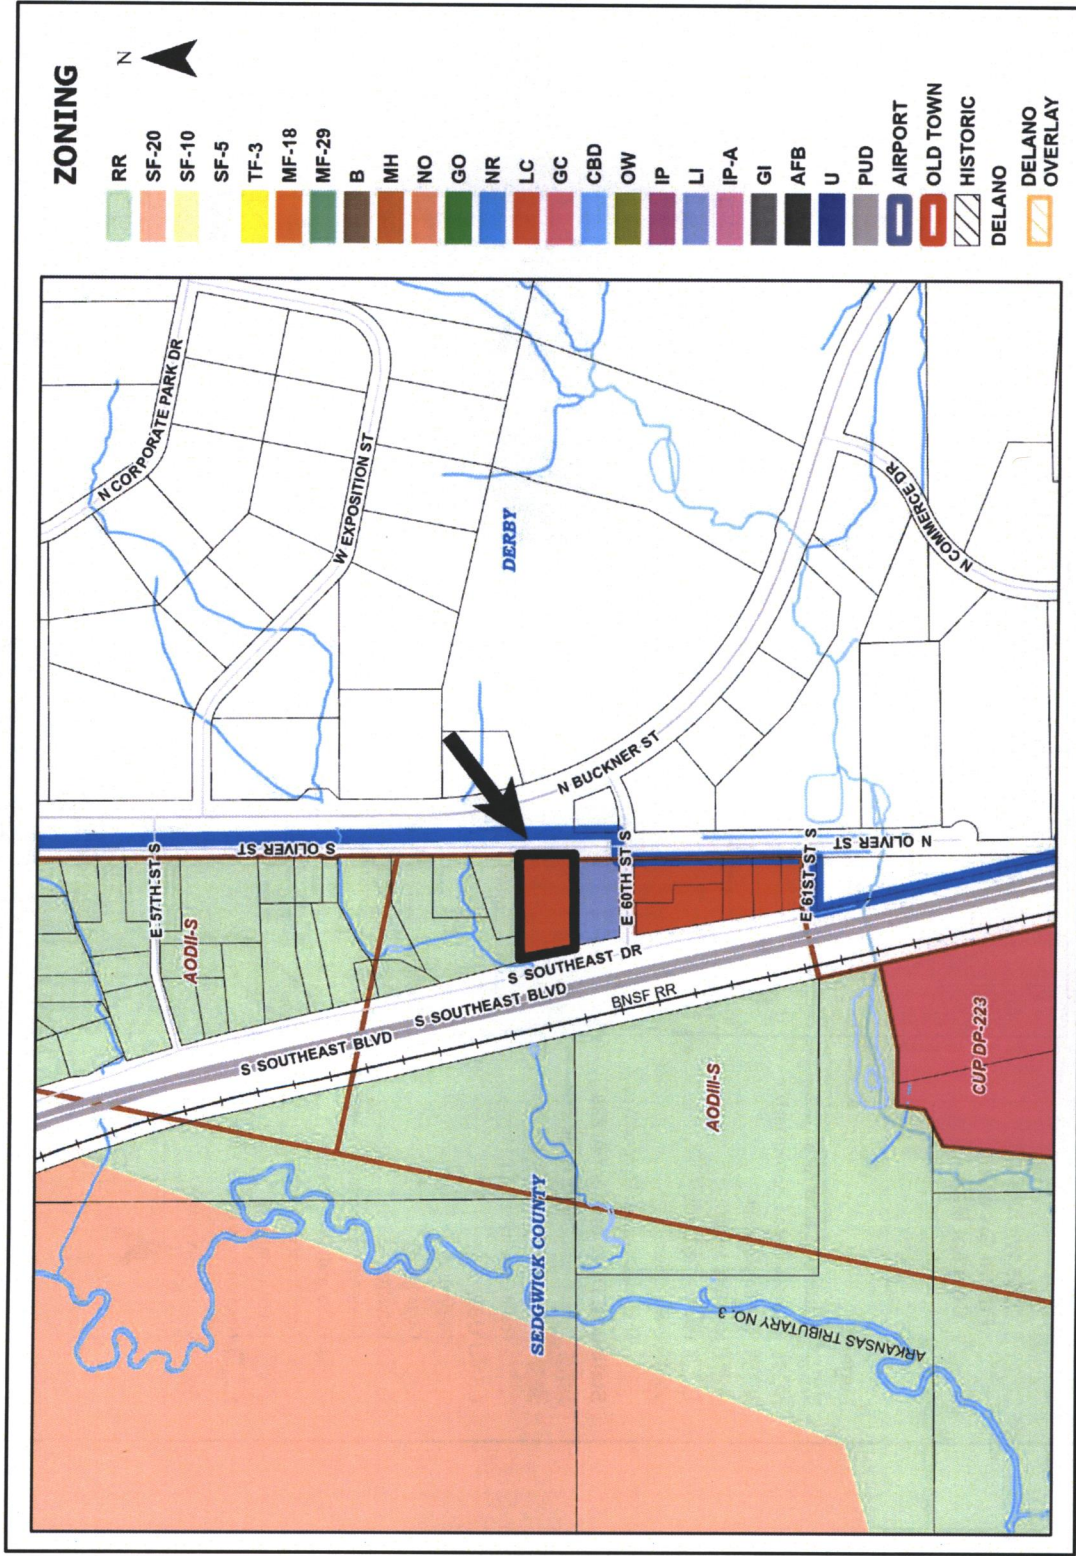 ZONING
N
RR
SF-20
SF-10
SF-5
TF-3
MF-18
MF-29
B
MH
NO
GO
NR
LC
GC
CBD
OW
IP
LI
IP-A
GI
AFB
U
PUD
AIRPORT
OLD TOWN
HISTORIC
DELANO
DELANO
OVERLAY
N CORPORATE PARK DR
W EXPOSITION ST
DERBY
N COMMERCE DR
N BUCKNER ST
S OLIVER ST
N OLIVER ST
E 57TH ST S
E 60TH ST S
E 61ST ST S
AODII-S
S SOUTHEAST DR
S SOUTHEAST BLVD
S SOUTHEAST BLVD
BNSF RR
AODIII-S
CUP DP-223
SEDGWICK COUNTY
ARKANSAS TRIBUTARY NO. 3